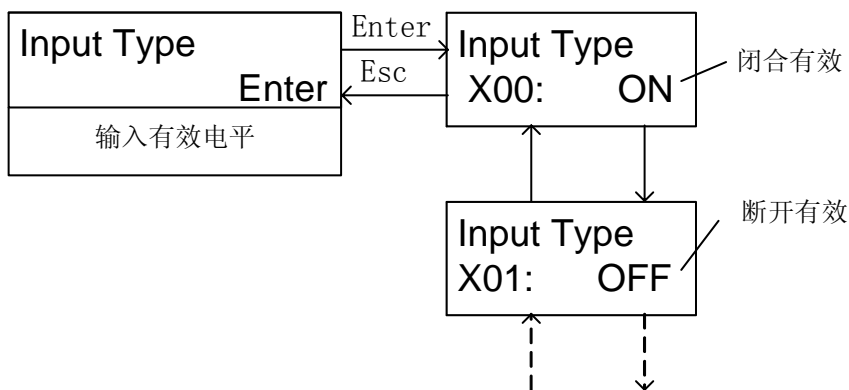 Input Type
Enter
输入有效电平
Enter
Esc
Input Type
X00: ON
闭合有效
Input Type
X01: OFF
断开有效